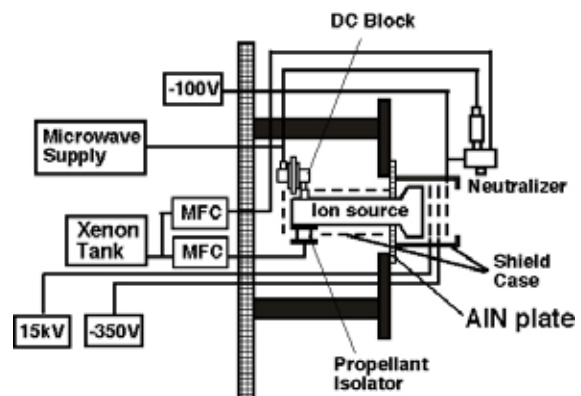 DC Block
-100V
Microwave
Supply
Neutralizer
MFC
Ion source
Xenon
Tank
MFC
Shield
Case
AlN plate
15kV
-350V
Propellant
Isolator